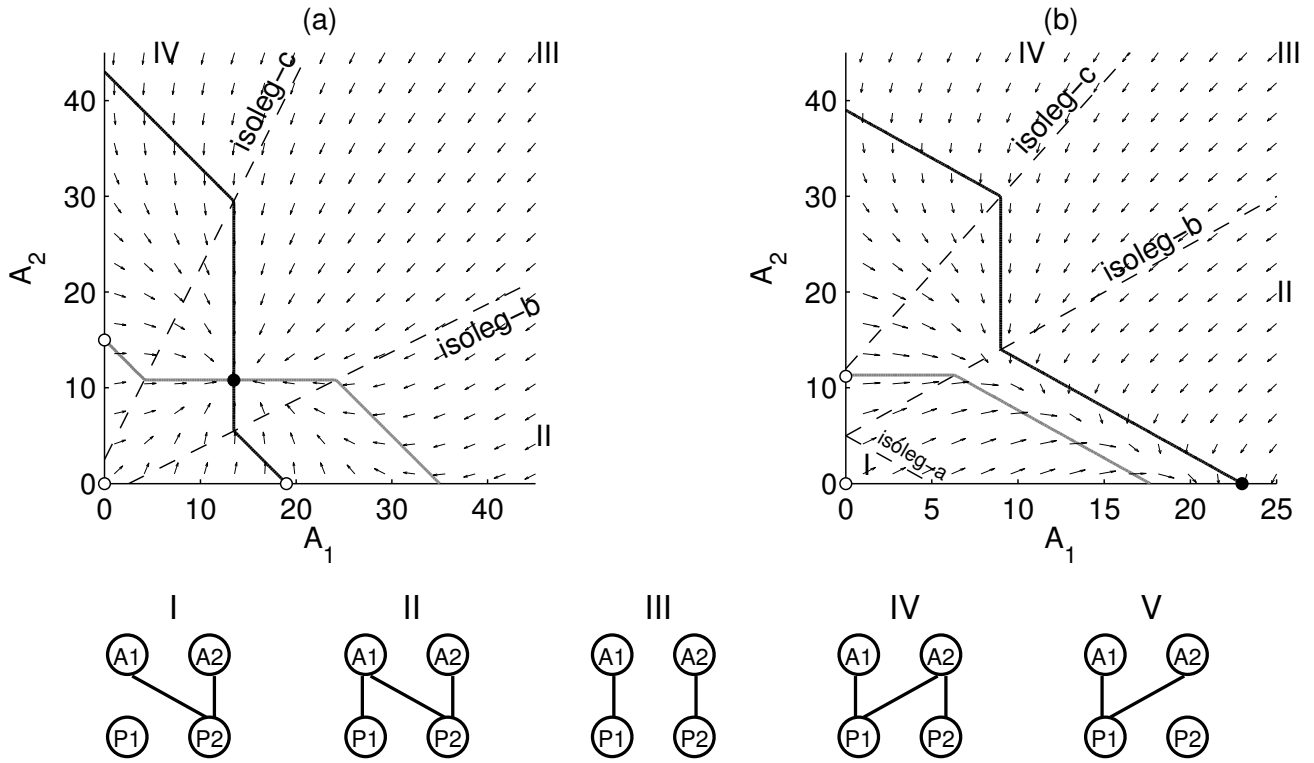 (a)
(b)
IV
III
IV
III
isoleg–c
isoleg–c
isoleg–b
isoleg–b
isoleg–a
II
II
I
A2
A2
40
30
20
10
0
40
30
20
10
0
0 10 20 30 40
0 5 10 15 20 25
A1
A1
I II III IV V
A1 A2 A1 A2 A1 A2 A1 A2 A1 A2
P1 P2 P1 P2 P1 P2 P1 P2 P1 P2